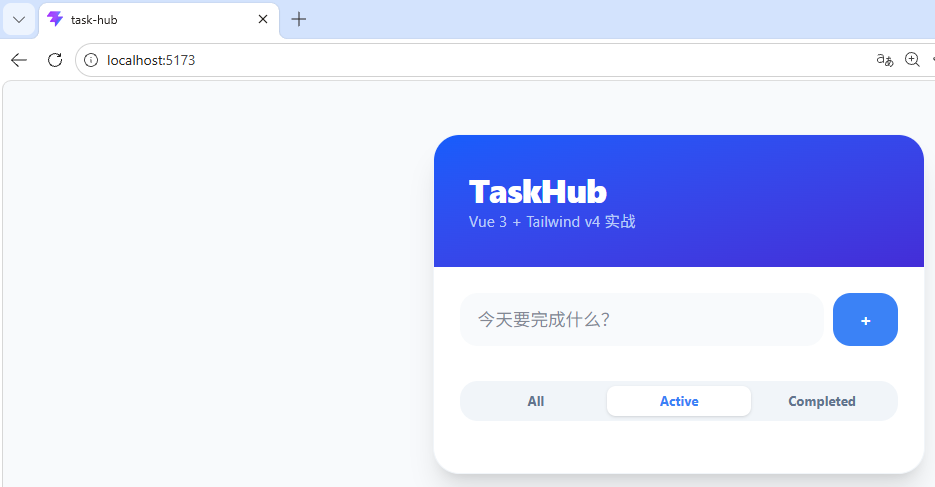 task-hub
localhost:5173
TaskHub
Vue 3 + Tailwind v4 实战
今天要完成什么？
+
All Active Completed